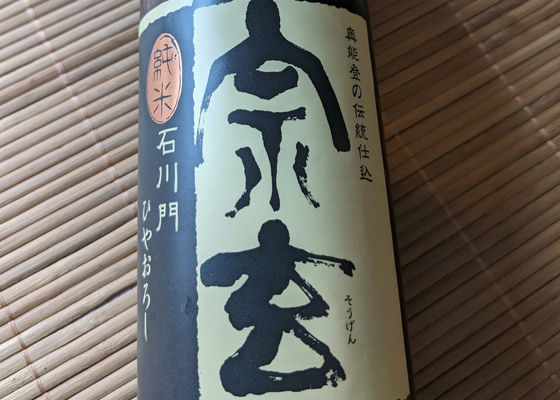 奥能登の伝統仕込
宗玄
そうげん
純米
石川門
ひやおろし